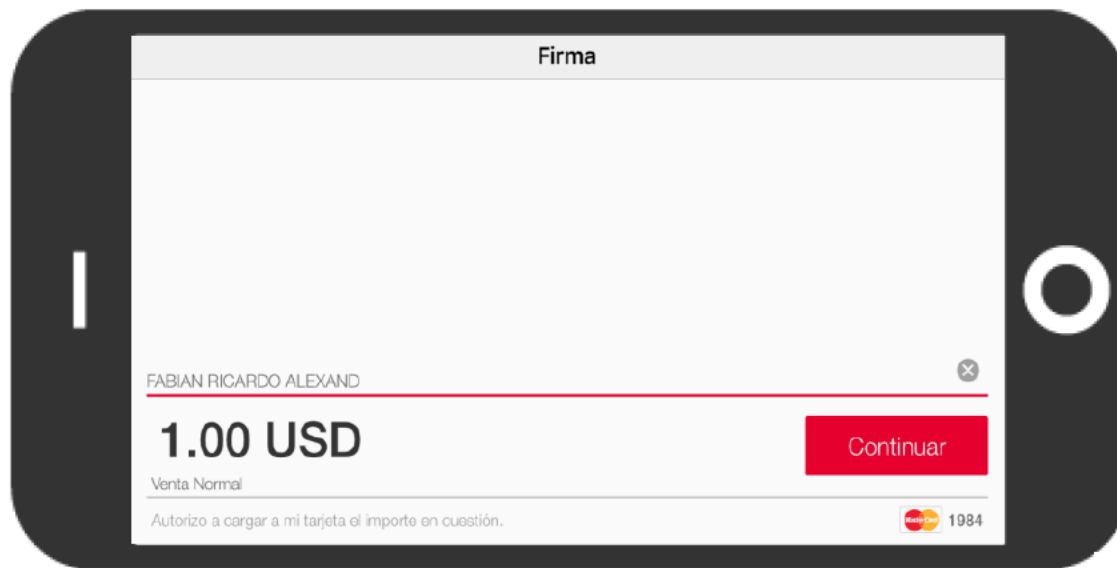 Firma
FABIAN RICARDO ALEXAND
1.00 USD
Continuar
Venta Normal
Autorizo a cargar a mi tarjeta el importe en cuestión.
MasterCard 1984